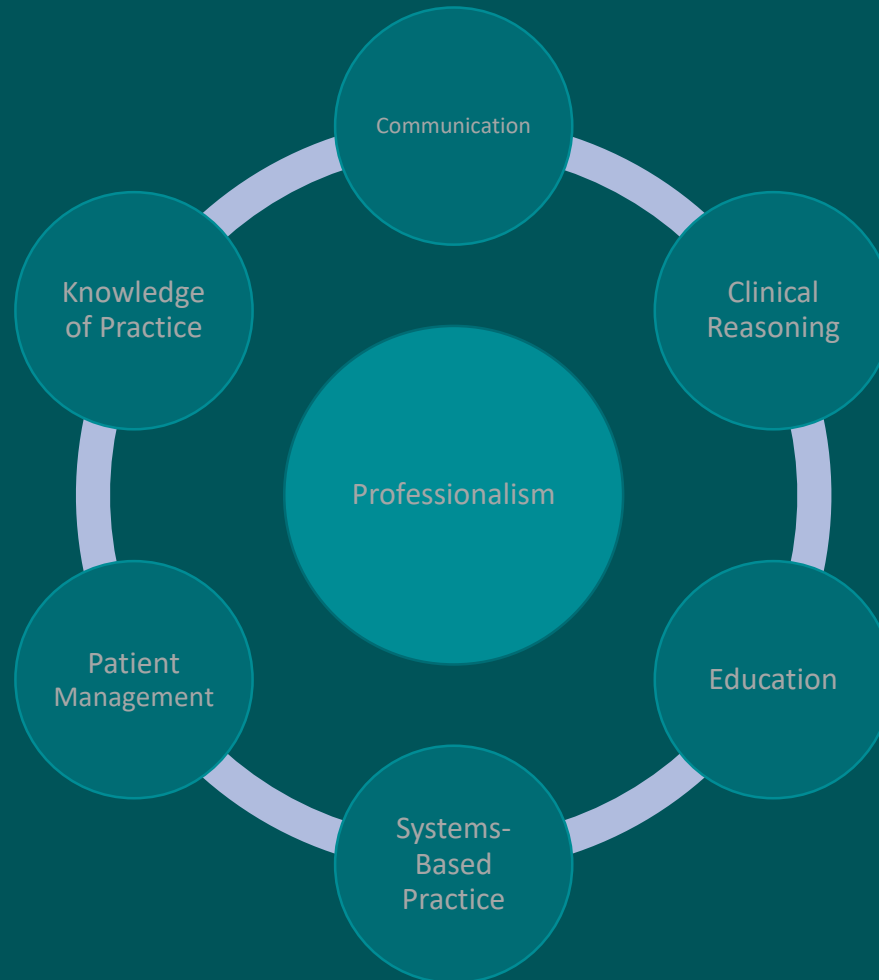 Communication
Clinical
Reasoning
Education
Systems-
Based
Practice
Patient
Management
Knowledge
of Practice
Professionalism